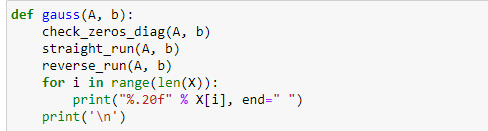 def gauss(A, b):
    check_zeros_diag(A, b)
    straight_run(A, b)
    reverse_run(A, b)
    for i in range(len(X)):
        print("%.20f" % X[i], end=" ")
    print('\n')